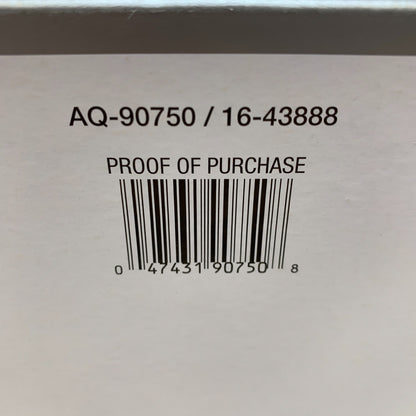 AQ-90750 / 16-43888
PROOF OF PURCHASE
0 47431 90750 8